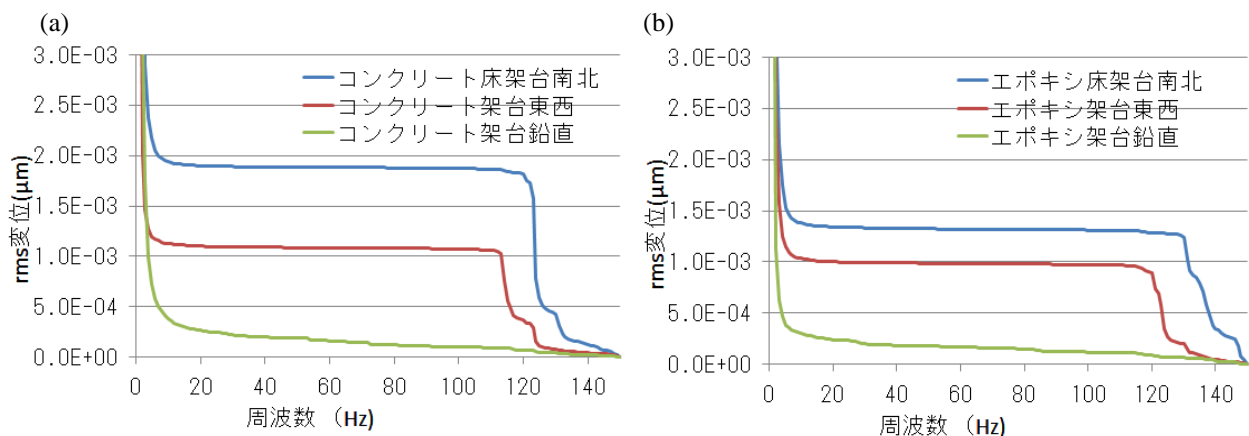 (a)
3.0E-03
2.5E-03
2.0E-03
1.5E-03
1.0E-03
5.0E-04
0.0E+00
rms変位(μm)
コンクリート床架台南北
コンクリート架台東西
コンクリート架台鉛直
0 20 40 60 80 100 120 140
周波数 (Hz)
(b)
3.0E-03
2.5E-03
2.0E-03
1.5E-03
1.0E-03
5.0E-04
0.0E+00
rms変位(μm)
エポキシ床架台南北
エポキシ架台東西
エポキシ架台鉛直
0 20 40 60 80 100 120 140
周波数 (Hz)